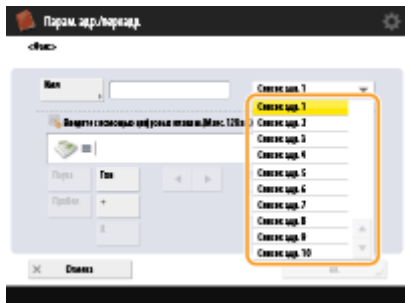 Парам. адр./переадр.
<Факс>
Имя
Список адр. 1
Список адр. 1
Введите с помощью цифровых клавиш. (Макс. 120
Список адр. 2
Список адр. 3
=
Список адр. 4
Пауза Тон
Список адр. 5
Список адр. 6
Пробел +
Список адр. 7
Список адр. 8
Список адр. 9
Список адр. 10
× Отмена
OK